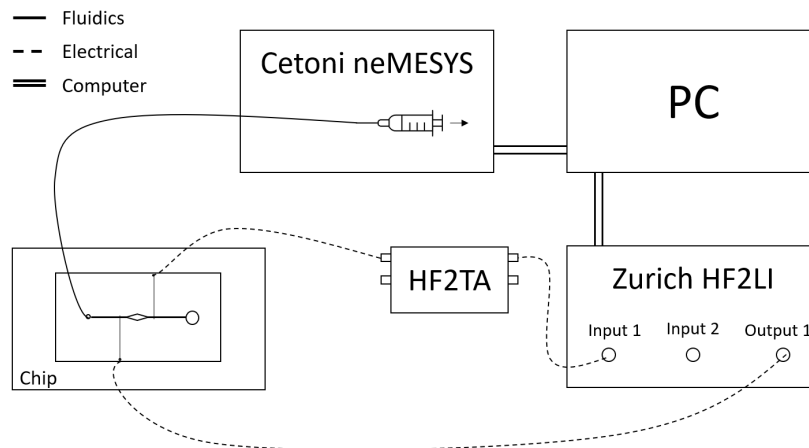 Fluidics
Electrical
Computer
Cetoni neMESYS
PC
HF2TA
Zurich HF2LI
Input 1
Input 2
Output 1
Chip